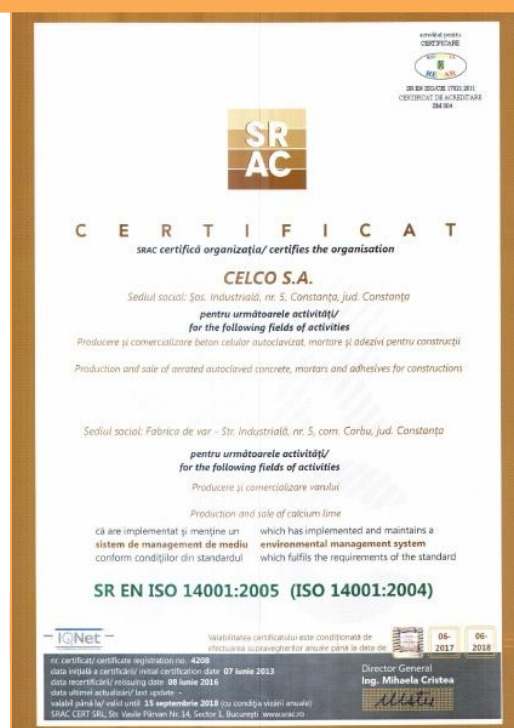 acreditat pentru
CERTIFICARE
RE AR
SR EN ISO/CEI 17021:2011
CERTIFICAT DE ACREDITARE
SM 004
SR
AC
CERTIFICAT
SRAC certifică organizația/ certifies the organisation
CELCO S.A.
Sediul social: Șos. Industrială, nr. 5, Constanța, jud. Constanța
pentru următoarele activități/
for the following fields of activities
Producere și comercializare beton celular autoclavizat, mortare și adezivi pentru construcții
Production and sale of aerated autoclaved concrete, mortars and adhesives for constructions
Sediul social: Fabrica de var - Str. Industrială, nr. 5, com. Corbu, jud. Constanța
pentru următoarele activități/
for the following fields of activities
Producere și comercializare varului
Production and sale of calcium lime
că are implementat și menține un
sistem de management de mediu
conform condițiilor din standardul
which has implemented and maintains a
environmental management system
which fulfils the requirements of the standard
SR EN ISO 14001:2005 (ISO 14001:2004)
IQNet
Valabilitatea certificatului este condiționată de
efectuarea supravegherilor anuale până la data de
06-
2017
06-
2018
nr. certificat/ certificate registration no. 4208
data inițială a certificării/ initial certification date 07 iunie 2013
data recertificării/ reissuing date 08 iunie 2016
data ultimei actualizări/ last update -
valabil până la/ valid until 15 septembrie 2018 (cu condiția vizării anuale)
SRAC CERT SRL, Str. Vasile Pârvan Nr. 14, Sector 1, București www.srac.ro
Director General
Ing. Mihaela Cristea